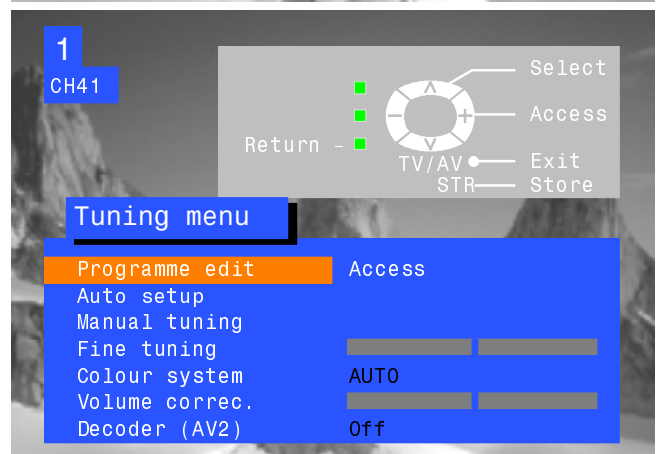 1
CH41
Select
Access
Return
TV/AV Exit
STR Store
Tuning menu
Programme edit Access
Auto setup
Manual tuning
Fine tuning
Colour system AUTO
Volume correc.
Decoder (AV2) Off